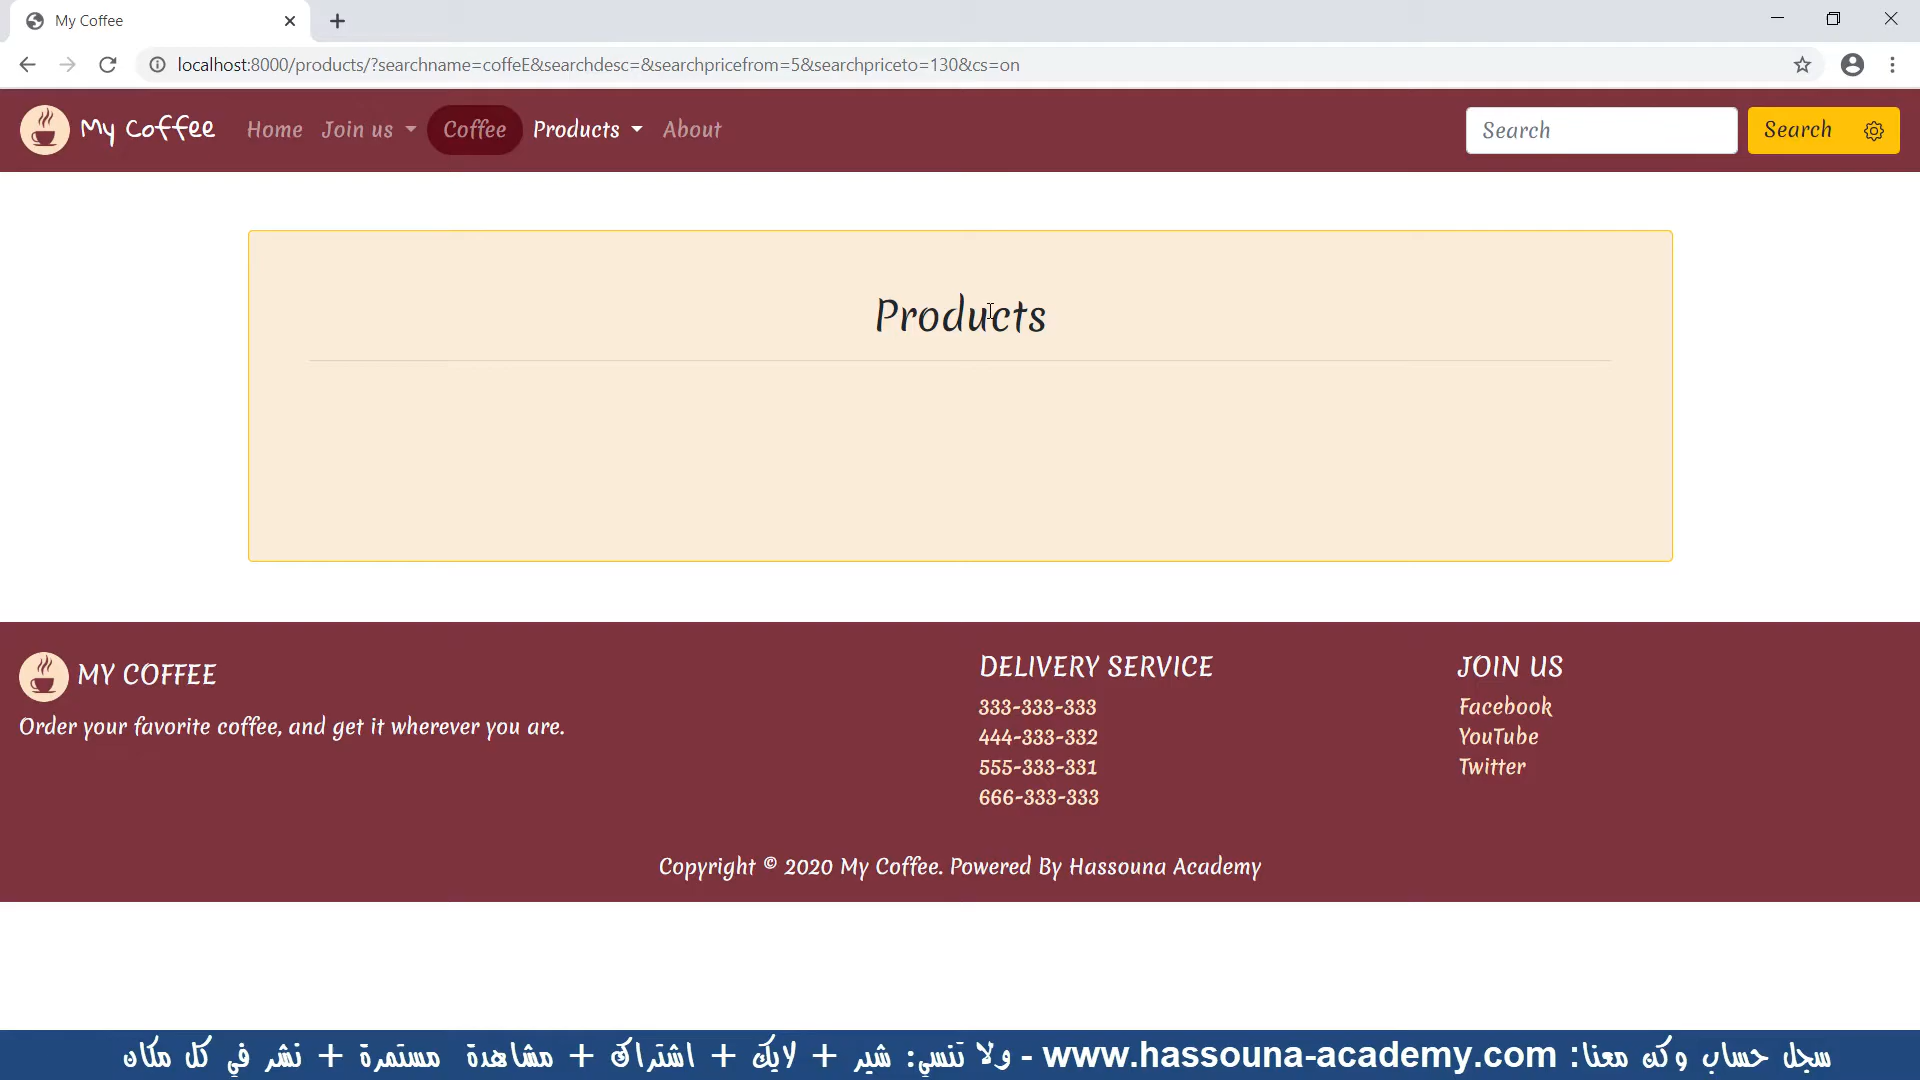 My Coffee
localhost:8000/products/?searchname=coffeE&searchdesc=&searchpricefrom=5&searchpriceto=130&cs=on
My Coffee Home Join us Coffee Products About Search Search
Products
MY COFFEE
Order your favorite coffee, and get it wherever you are.
DELIVERY SERVICE
333-333-333
444-333-332
555-333-331
666-333-333
JOIN US
Facebook
YouTube
Twitter
Copyright © 2020 My Coffee. Powered By Hassouna Academy
سجل حساب وكن معنا: www.hassouna-academy.com - ولا تنسى: شير + لايك + اشتراك + مشاهدة مستمرة + نشر في كل مكان